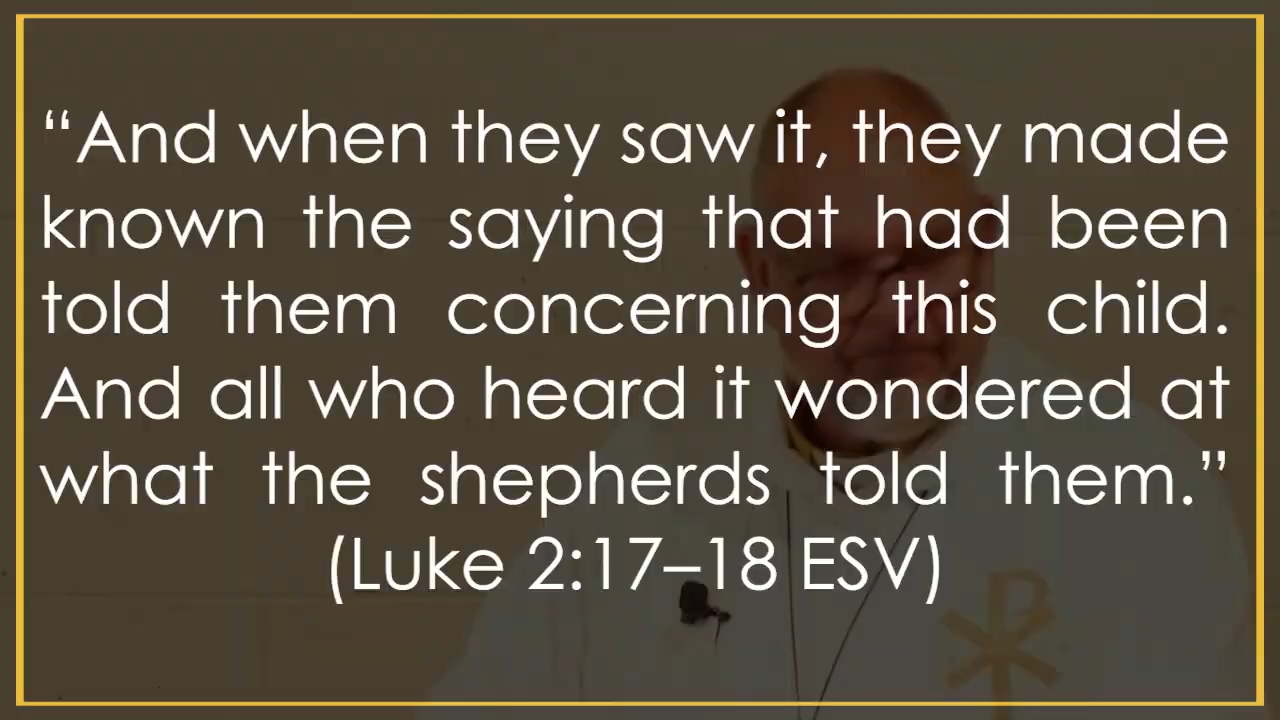 “And when they saw it, they made
known the saying that had been
told them concerning this child.
And all who heard it wondered at
what the shepherds told them.”
(Luke 2:17–18 ESV)